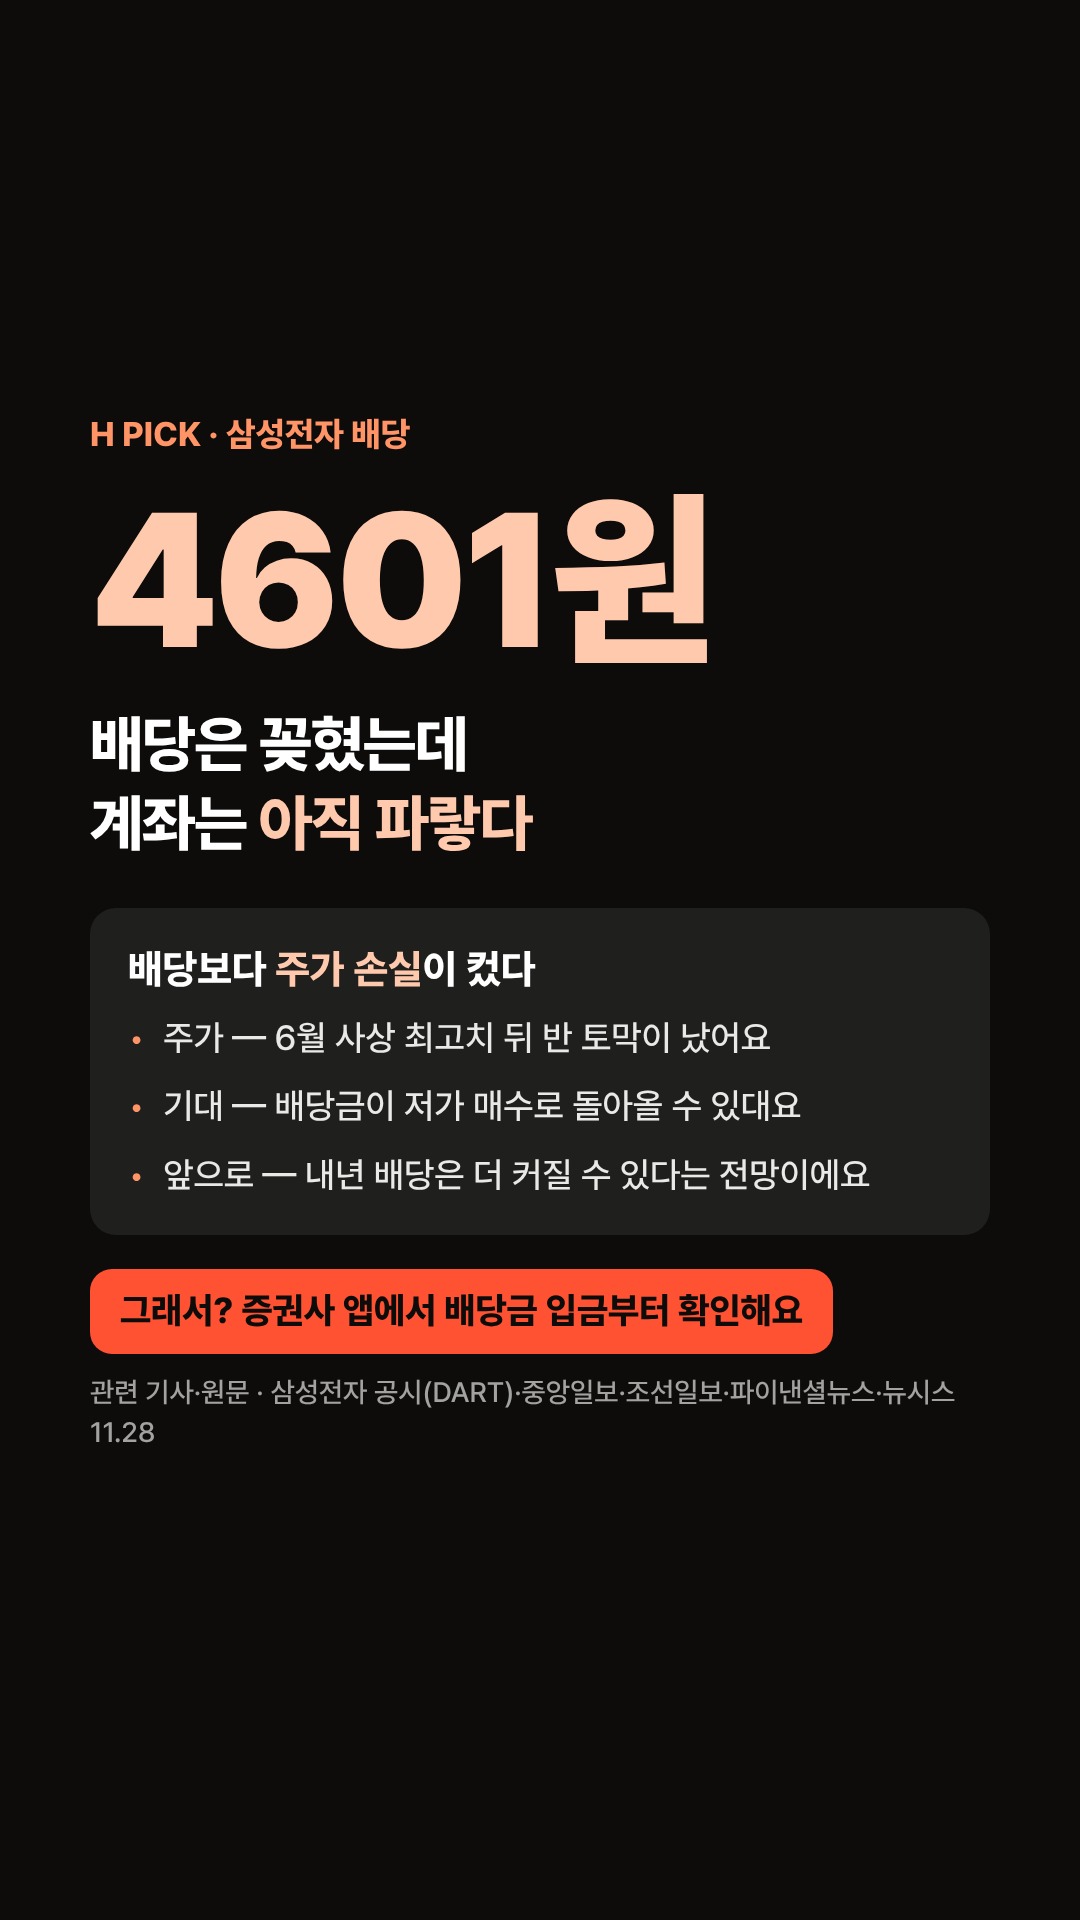 H PICK · 삼성전자 배당
4601원
배당은 꽂혔는데
계좌는 아직 파랗다
배당보다 주가 손실이 컸다
• 주가 — 6월 사상 최고치 뒤 반 토막이 났어요
• 기대 — 배당금이 저가 매수로 돌아올 수 있대요
• 앞으로 — 내년 배당은 더 커질 수 있다는 전망이에요
그래서? 증권사 앱에서 배당금 입금부터 확인해요
관련 기사·원문 · 삼성전자 공시(DART)·중앙일보·조선일보·파이낸셜뉴스·뉴시스
11.28